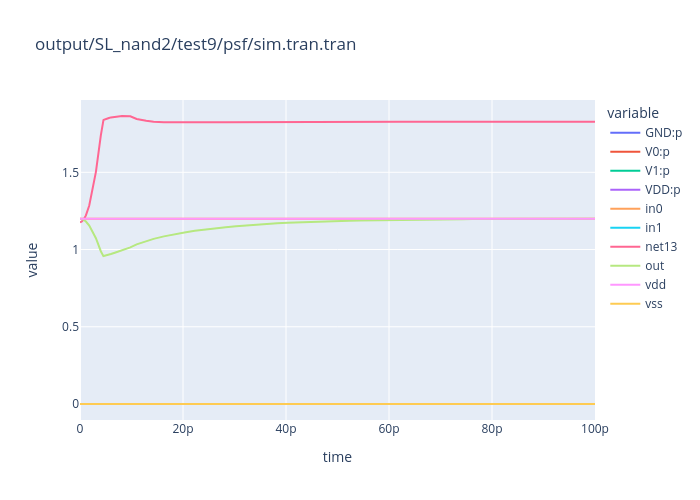 output/SL_nand2/test9/psf/sim.tran.tran
variable
GND:p
V0:p
V1:p
VDD:p
in0
in1
net13
out
vdd
vss
value
1.5
1
0.5
0
0
20p
40p
60p
80p
100p
time